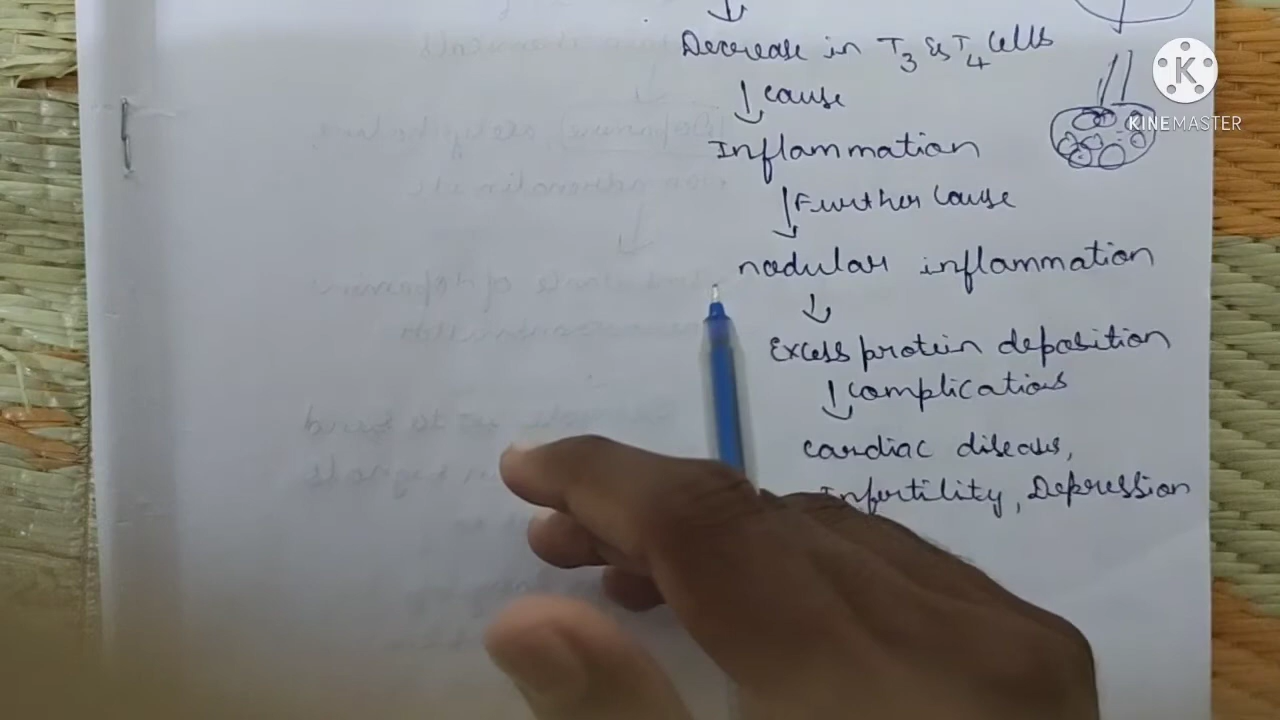 Decrease in T3 & T4 Cells
↓ cause
Inflammation
↓ Further Cause
nodular inflammation
↓
Excess protein deposition
↓ complications
cardiac diseases,
Infertility, Depression
K
KINEMASTER